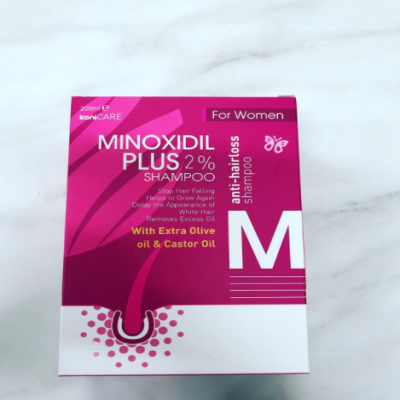 200ml e
koniCARE
For Women
MINOXIDIL
PLUS 2%
SHAMPOO
Stop Hair Falling
Helps to Grow Again
Delay the Appearance of
White Hair
Removes Excess Oil
With Extra Olive
oil & Castor Oil
anti-hairloss
shampoo
M